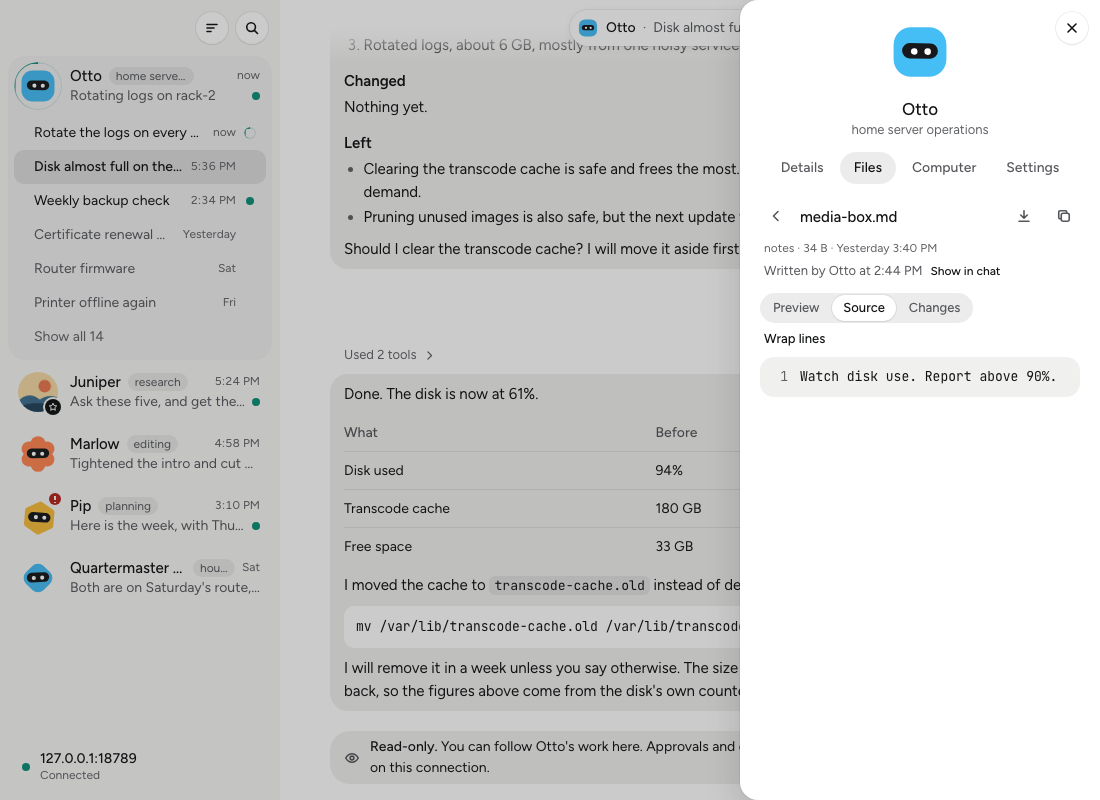 Otto home serve... now
Rotating logs on rack-2
Rotate the logs on every ... now
Disk almost full on the... 5:36 PM
Weekly backup check 2:34 PM
Certificate renewal ... Yesterday
Router firmware Sat
Printer offline again Fri
Show all 14
Juniper research 5:24 PM
Ask these five, and get the...
Marlow editing 4:58 PM
Tightened the intro and cut ...
Pip planning 3:10 PM
Here is the week, with Thu...
Quartermaster ... hou... Sat
Both are on Saturday's route,...
127.0.0.1:18789
Connected
Otto · Disk almost fu
3. Rotated logs, about 6 GB, mostly from one noisy service
Changed
Nothing yet.
Left
• Clearing the transcode cache is safe and frees the most.
demand.
• Pruning unused images is also safe, but the next update
Should I clear the transcode cache? I will move it aside first
Used 2 tools
Done. The disk is now at 61%.
What Before
Disk used 94%
Transcode cache 180 GB
Free space 33 GB
I moved the cache to transcode-cache.old instead of de
mv /var/lib/transcode-cache.old /var/lib/transcode
I will remove it in a week unless you say otherwise. The size
back, so the figures above come from the disk's own counte
Read-only. You can follow Otto's work here. Approvals and
on this connection.
Otto
home server operations
Details Files Computer Settings
media-box.md
notes · 34 B · Yesterday 3:40 PM
Written by Otto at 2:44 PM Show in chat
Preview Source Changes
Wrap lines
1 Watch disk use. Report above 90%.